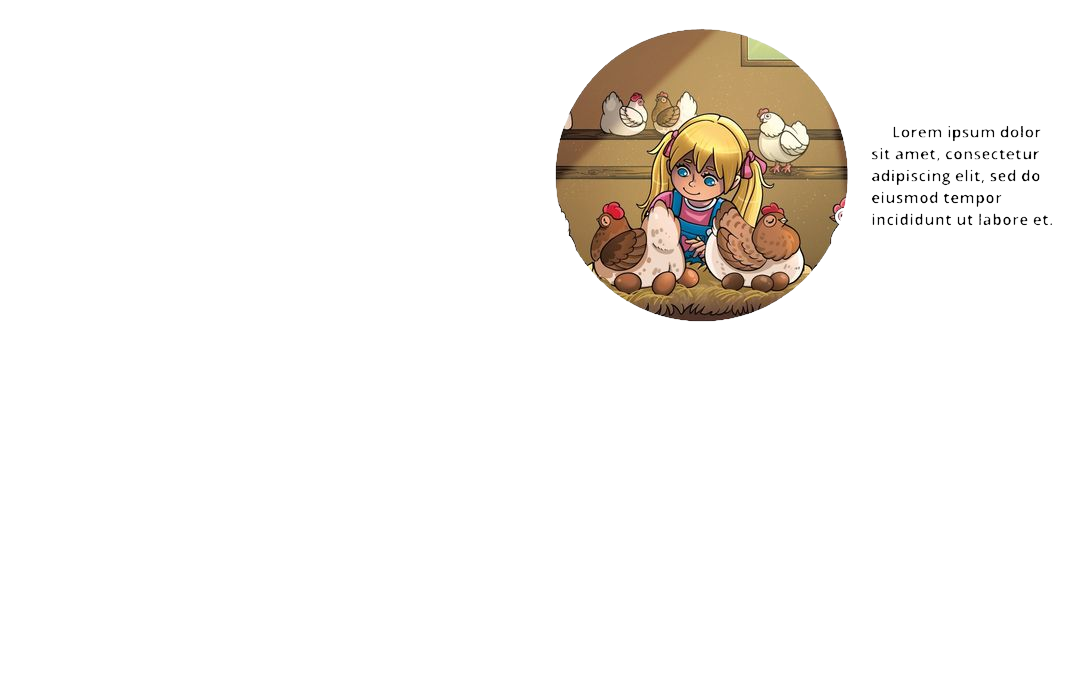 Lorem ipsum dolor
sit amet, consectetur
adipiscing elit, sed do
eiusmod tempor
incididunt ut labore et.